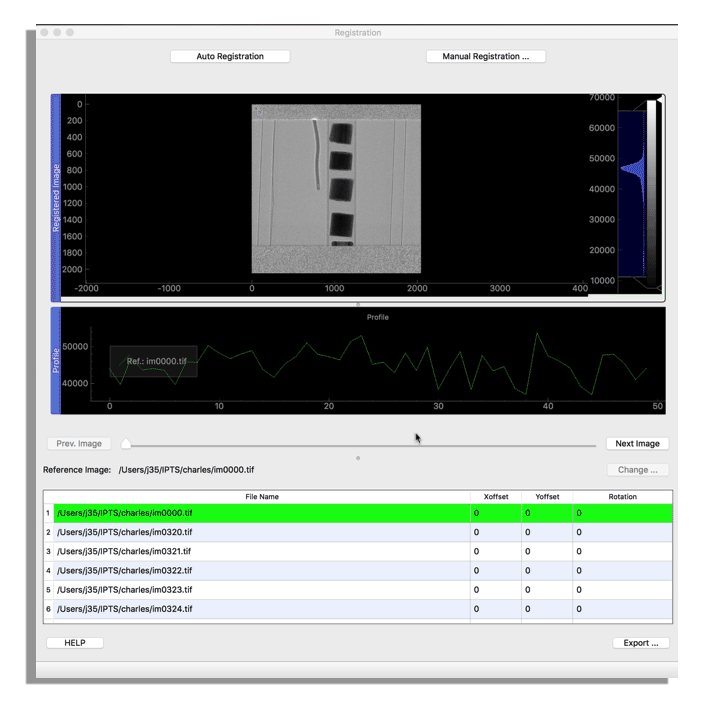 Registration
Auto Registration Manual Registration ...
Registered Image
0
200
400
600
800
1000
1200
1400
1600
1800
2000
-2000 -1000 0 1000 2000 3000 400
70000
60000
50000
40000
30000
20000
10000
Profile
Profile
50000
40000
Ref.: im0000.tif
0 10 20 30 40 50
Prev. Image Next Image
Reference Image: /Users/j35/IPTS/charles/im0000.tif Change ...
File Name Xoffset Yoffset Rotation
1 /Users/j35/IPTS/charles/im0000.tif 0 0 0
2 /Users/j35/IPTS/charles/im0320.tif 0 0 0
3 /Users/j35/IPTS/charles/im0321.tif 0 0 0
4 /Users/j35/IPTS/charles/im0322.tif 0 0 0
5 /Users/j35/IPTS/charles/im0323.tif 0 0 0
6 /Users/j35/IPTS/charles/im0324.tif 0 0 0
HELP Export ...